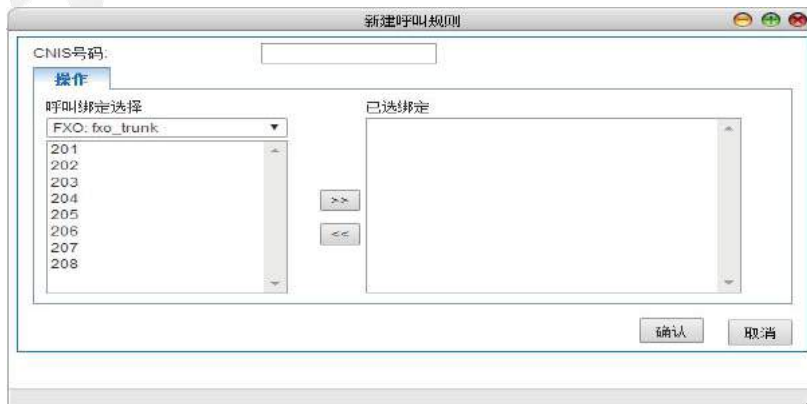 新建呼叫规则
CNIS号码:
操作
呼叫绑定选择
已选绑定
FXO: fxo_trunk
201
202
203
204
205
206
207
208
>>
<<
确认
取消